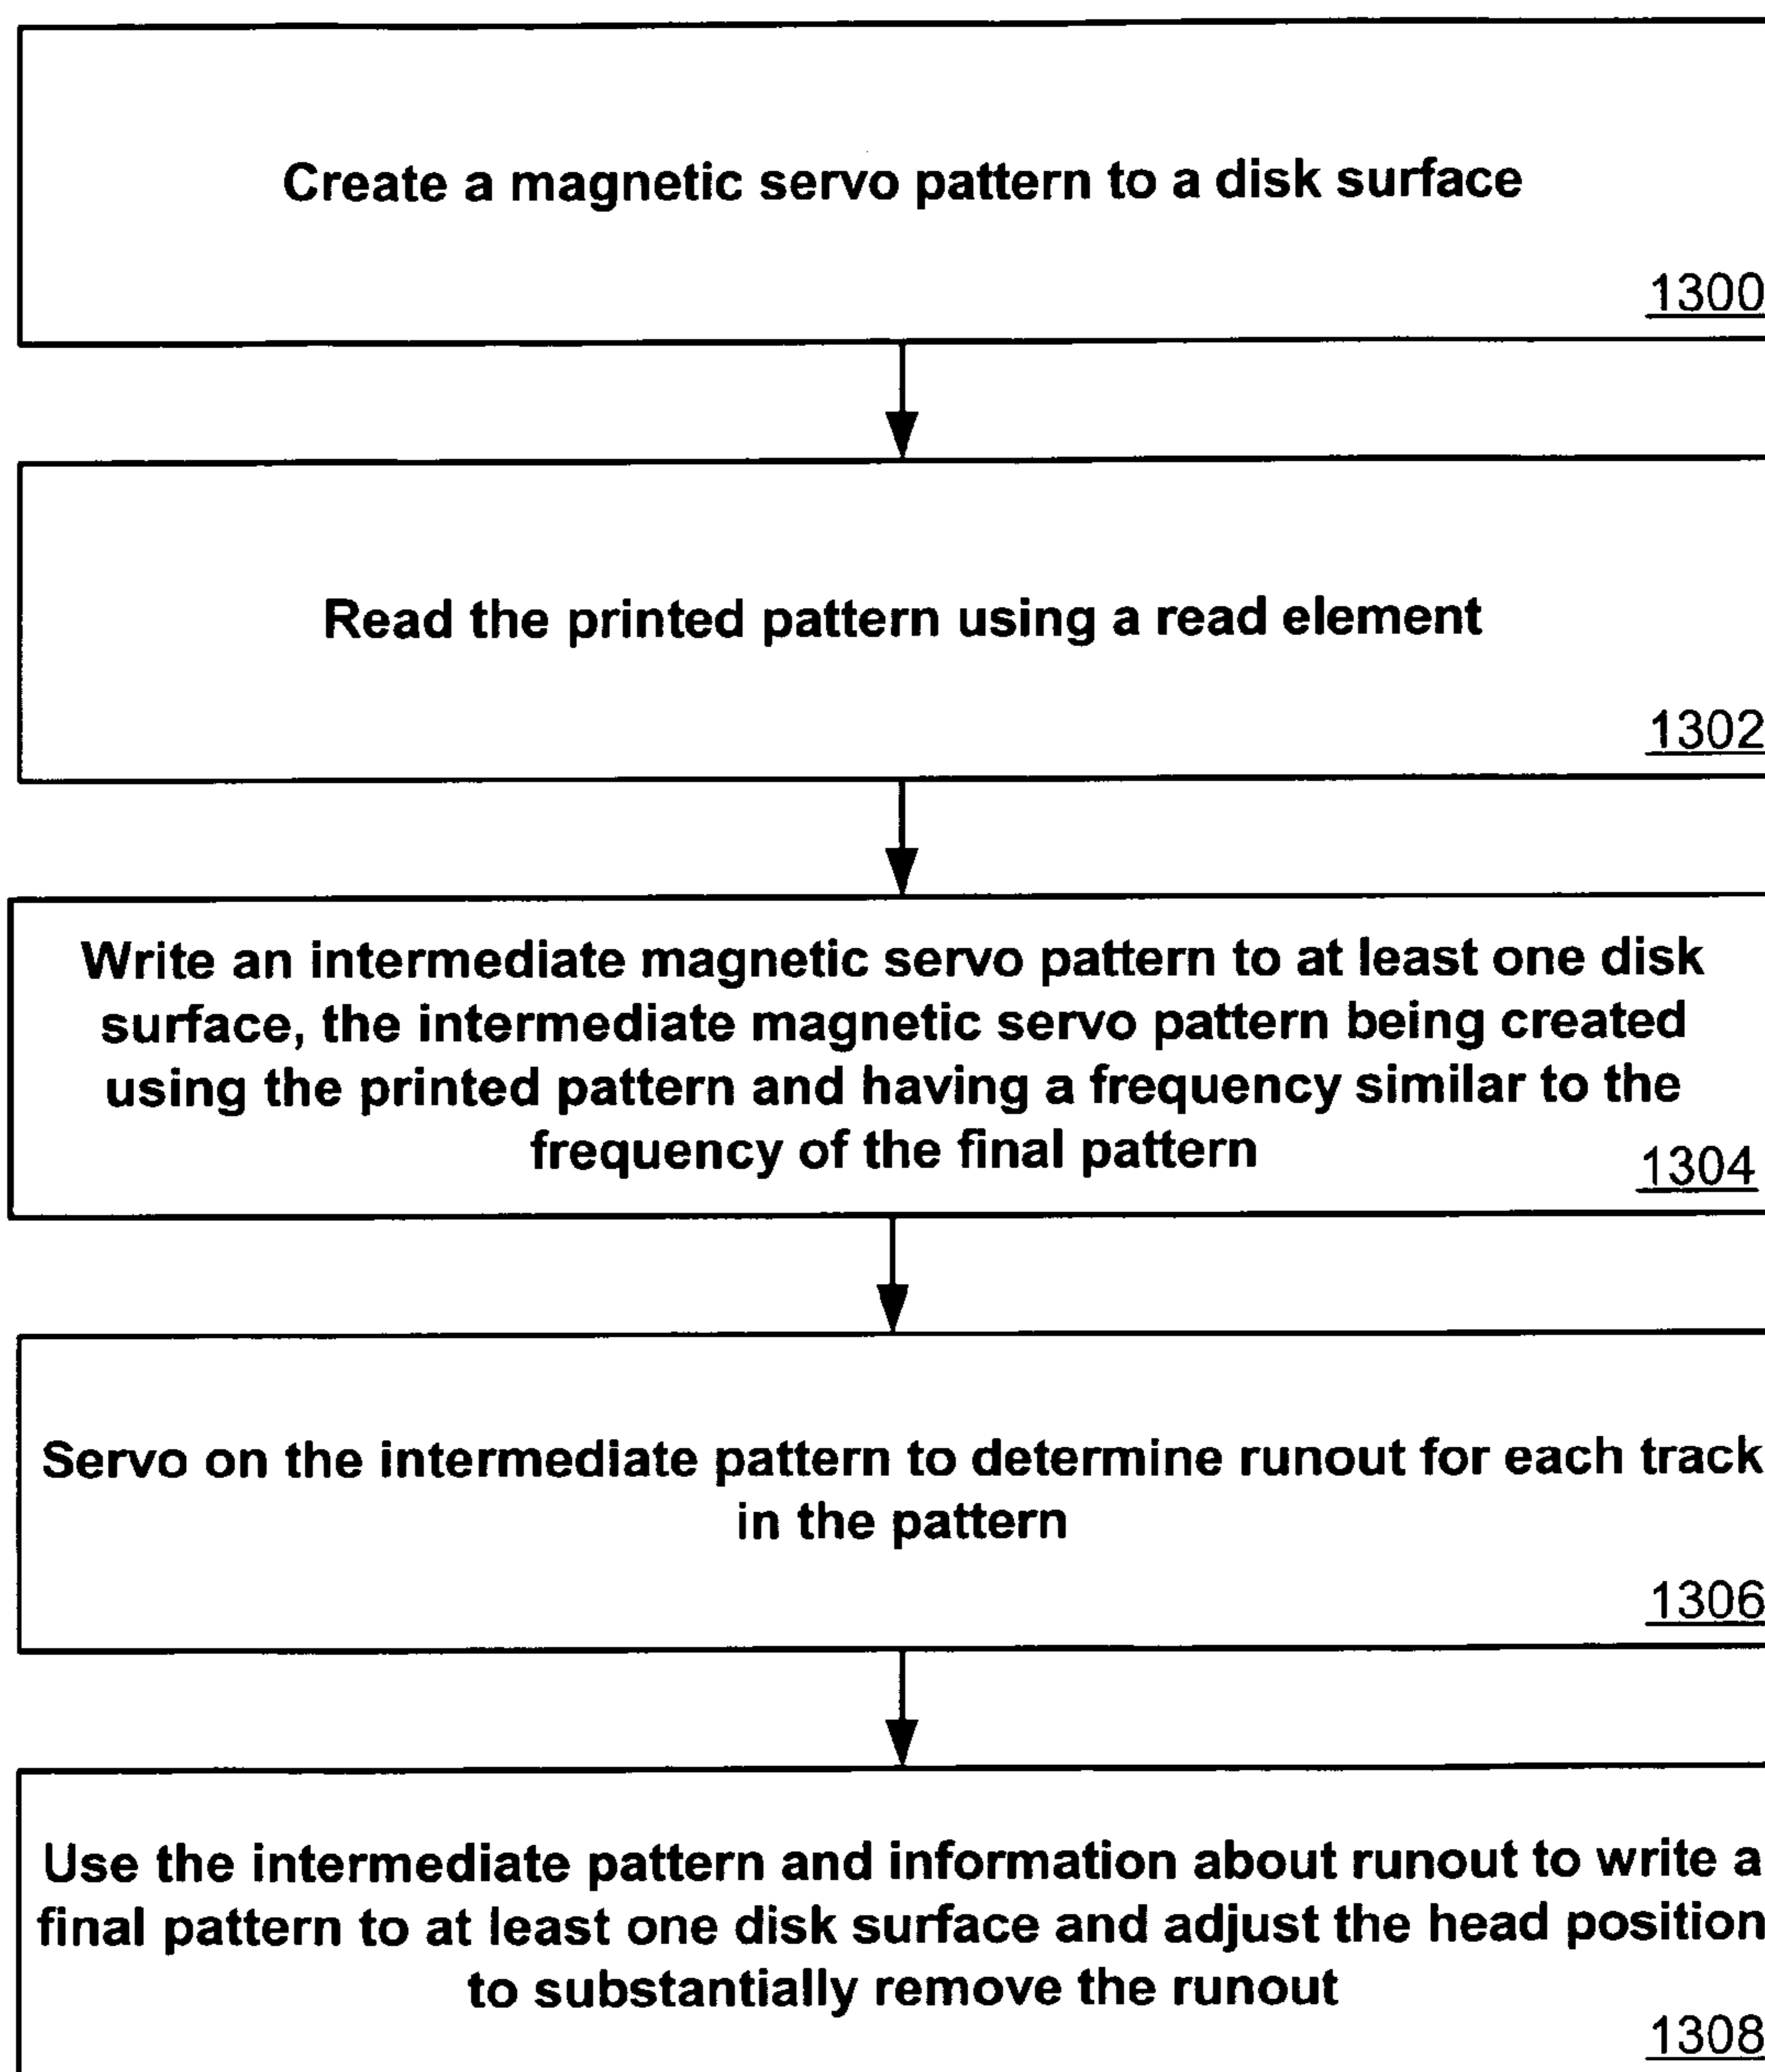 Create a magnetic servo pattern to a disk surface
1300
Read the printed pattern using a read element
1302
Write an intermediate magnetic servo pattern to at least one disk
surface, the intermediate magnetic servo pattern being created
using the printed pattern and having a frequency similar to the
frequency of the final pattern
1304
Servo on the intermediate pattern to determine runout for each track
in the pattern
1306
Use the intermediate pattern and information about runout to write a
final pattern to at least one disk surface and adjust the head position
to substantially remove the runout
1308